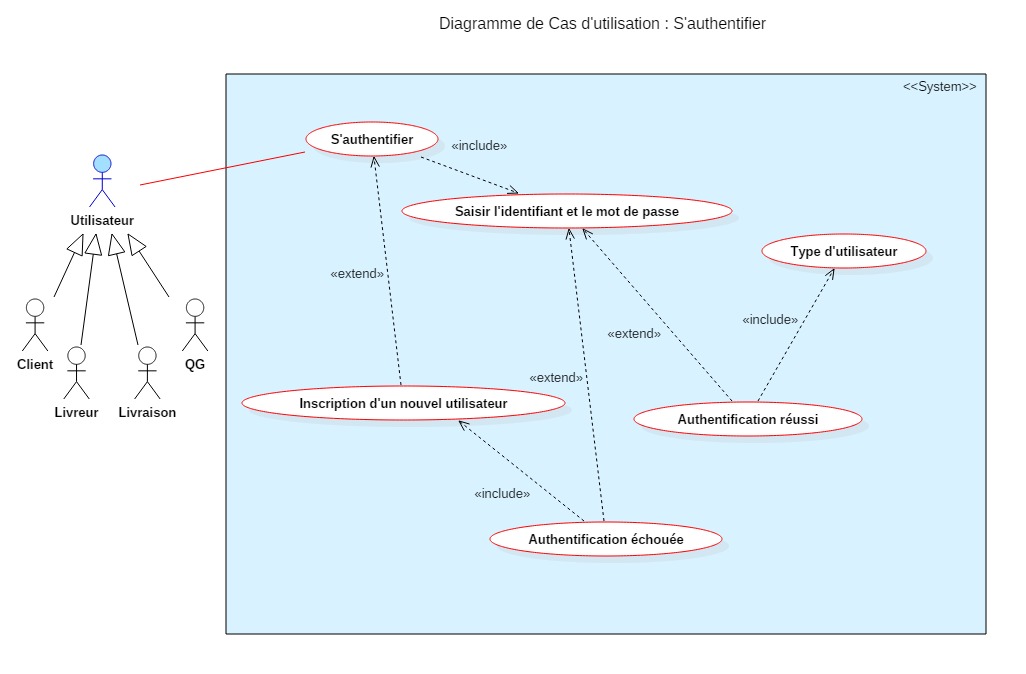 Diagramme de Cas d'utilisation : S'authentifier
<<System>>
S'authentifier
«include»
Saisir l'identifiant et le mot de passe
Utilisateur
Type d'utilisateur
«extend»
«include»
«extend»
Client
QG
«extend»
Livreur
Livraison
Inscription d'un nouvel utilisateur
Authentification réussi
«include»
Authentification échouée